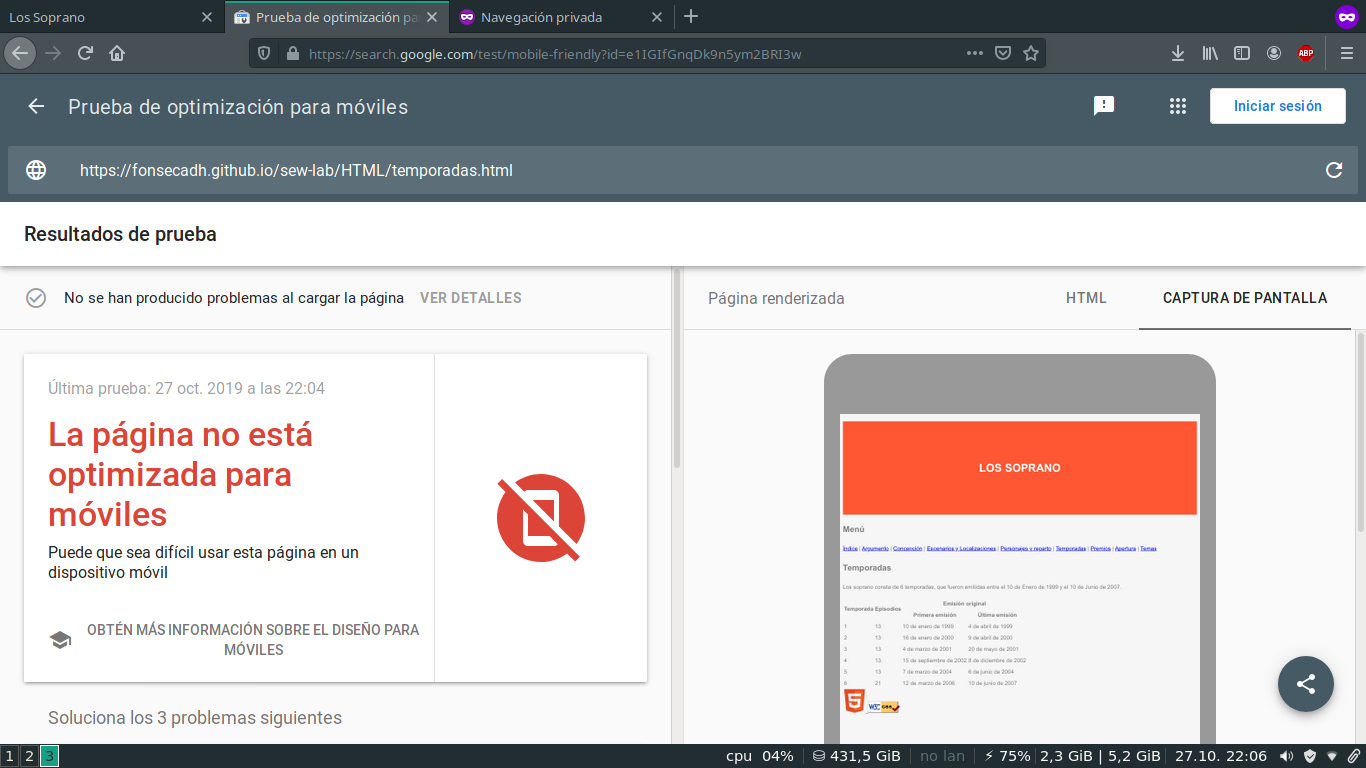 Los Soprano
Prueba de optimización pa
Navegación privada
https://search.google.com/test/mobile-friendly?id=e1IGIfGnqDk9n5ym2BRI3w
ABP
Prueba de optimización para móviles
Iniciar sesión
https://fonsecadh.github.io/sew-lab/HTML/temporadas.html
Resultados de prueba
No se han producido problemas al cargar la página VER DETALLES
Página renderizada
HTML
CAPTURA DE PANTALLA
Última prueba: 27 oct. 2019 a las 22:04
La página no está
optimizada para
móviles
Puede que sea difícil usar esta página en un
dispositivo móvil
OBTÉN MÁS INFORMACIÓN SOBRE EL DISEÑO PARA
MÓVILES
Soluciona los 3 problemas siguientes
LOS SOPRANO
Menú
Índice | Argumento | Concepción | Escenarios y Localizaciones | Personajes y reparto | Temporadas | Premios | Apertura | Temas
Temporadas
Los soprano consta de 6 temporadas, que fueron emitidas entre el 10 de Enero de 1999 y el 10 de Junio de 2007.
Temporada Episodios Emisión original
Primera emisión Última emisión
1 13 10 de enero de 1999 4 de abril de 1999
2 13 16 de enero de 2000 9 de abril de 2000
3 13 4 de marzo de 2001 20 de mayo de 2001
4 13 15 de septiembre de 2002 8 de diciembre de 2002
5 13 7 de marzo de 2004 6 de junio de 2004
6 21 12 de marzo de 2006 10 de junio de 2007
5 W3C CSS
1 2 3
cpu 04% 431,5 GiB no lan 75% 2,3 GiB | 5,2 GiB 27.10. 22:06